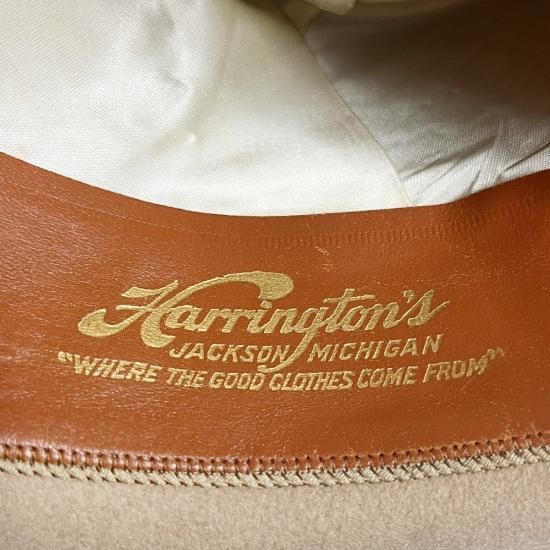 Harrington's
JACKSON, MICHIGAN
"WHERE THE GOOD CLOTHES COME FROM"